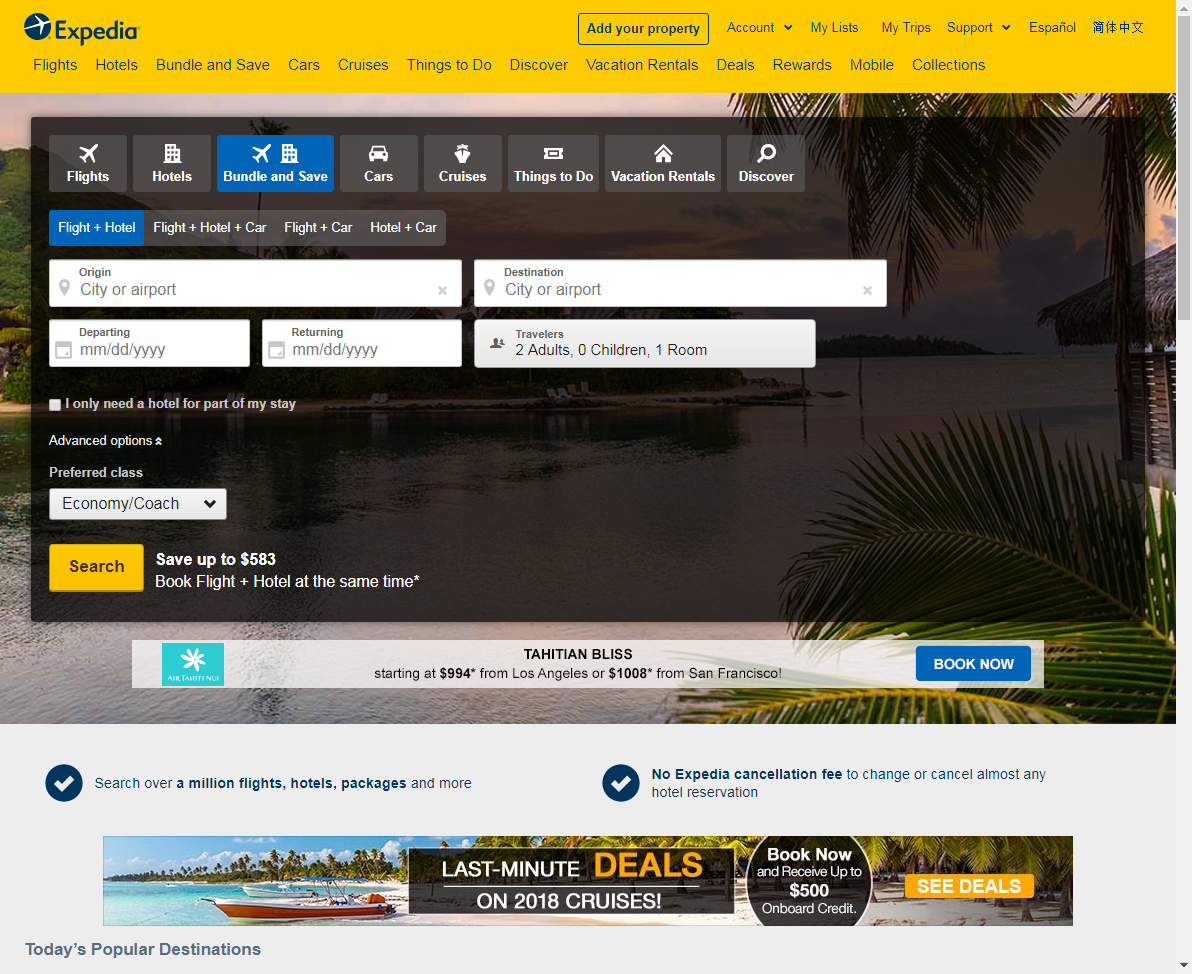 Expedia
Add your property
Account
My Lists
My Trips
Support
Español
简体中文
Flights
Hotels
Bundle and Save
Cars
Cruises
Things to Do
Discover
Vacation Rentals
Deals
Rewards
Mobile
Collections
Flights
Hotels
Bundle and Save
Cars
Cruises
Things to Do
Vacation Rentals
Discover
Flight + Hotel
Flight + Hotel + Car
Flight + Car
Hotel + Car
Origin
City or airport
Destination
City or airport
Departing
mm/dd/yyyy
Returning
mm/dd/yyyy
Travelers
2 Adults, 0 Children, 1 Room
I only need a hotel for part of my stay
Advanced options
Preferred class
Economy/Coach
Search
Save up to $583
Book Flight + Hotel at the same time*
AIR TAHITI NUI
TAHITIAN BLISS
starting at $994* from Los Angeles or $1008* from San Francisco!
BOOK NOW
Search over a million flights, hotels, packages and more
No Expedia cancellation fee to change or cancel almost any
hotel reservation
LAST-MINUTE DEALS
ON 2018 CRUISES!
Book Now
and Receive Up to
$500
Onboard Credit.
SEE DEALS
Today's Popular Destinations